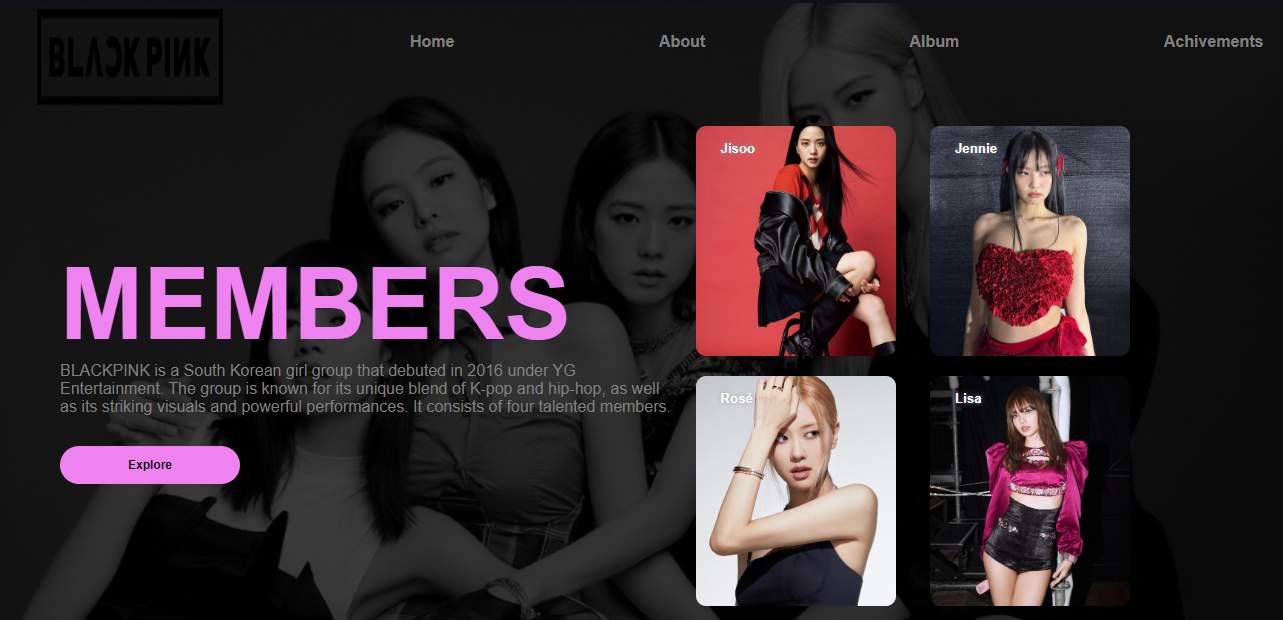 BLACKPINK
Home
About
Album
Achivements
Jisoo
Jennie
MEMBERS
BLACKPINK is a South Korean girl group that debuted in 2016 under YG
Entertainment. The group is known for its unique blend of K-pop and hip-hop, as well
as its striking visuals and powerful performances. It consists of four talented members.
Rosé
Lisa
Explore